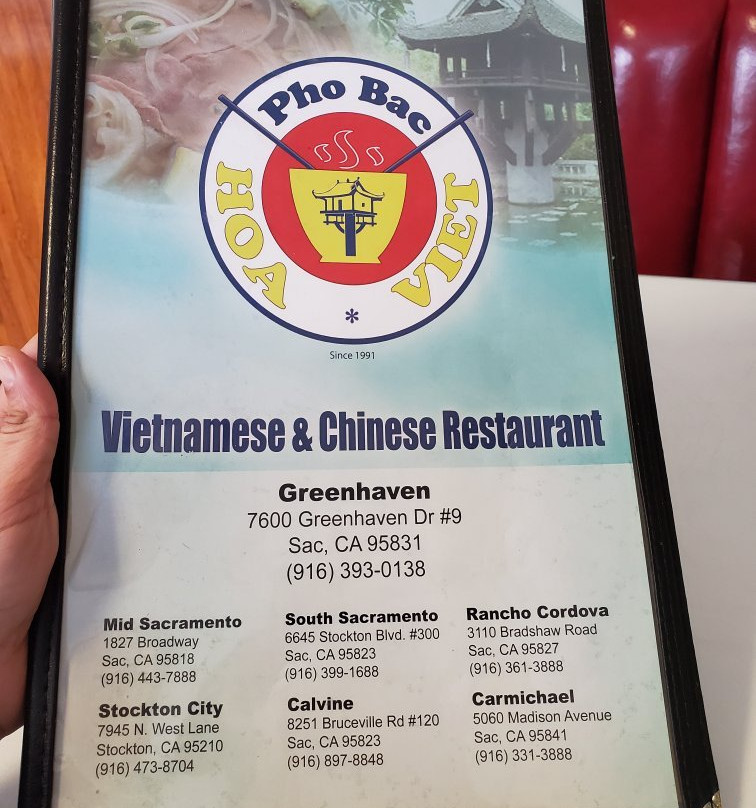 Pho Bac
HOA VIET
*
Since 1991
Vietnamese & Chinese Restaurant
Greenhaven
7600 Greenhaven Dr #9
Sac, CA 95831
(916) 393-0138
Mid Sacramento
1827 Broadway
Sac, CA 95818
(916) 443-7888
South Sacramento
6645 Stockton Blvd. #300
Sac, CA 95823
(916) 399-1688
Rancho Cordova
3110 Bradshaw Road
Sac, CA 95827
(916) 361-3888
Stockton City
7945 N. West Lane
Stockton, CA 95210
(916) 473-8704
Calvine
8251 Bruceville Rd #120
Sac, CA 95823
(916) 897-8848
Carmichael
5060 Madison Avenue
Sac, CA 95841
(916) 331-3888